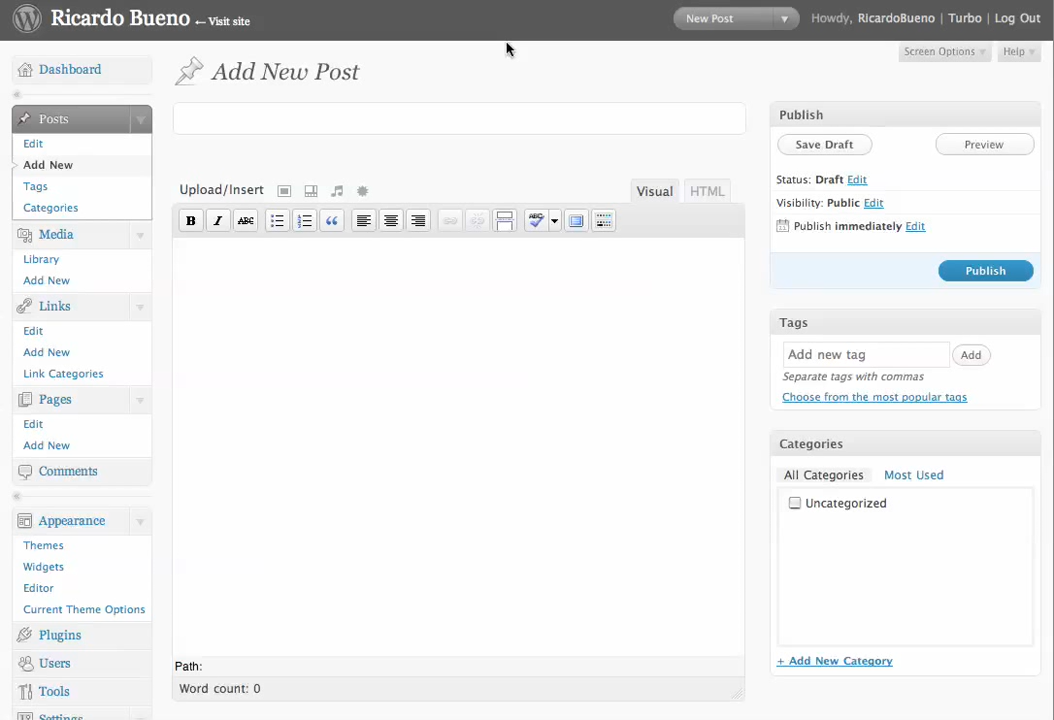 Ricardo Bueno ← Visit site
New Post
Howdy, RicardoBueno | Turbo | Log Out
Screen Options
Help
Dashboard
Posts
Edit
Add New
Tags
Categories
Media
Library
Add New
Links
Edit
Add New
Link Categories
Pages
Edit
Add New
Comments
Appearance
Themes
Widgets
Editor
Current Theme Options
Plugins
Users
Tools
Settings
Add New Post
Upload/Insert
Visual
HTML
B I ABC
ABC
Path:
Word count: 0
Publish
Save Draft
Preview
Status: Draft Edit
Visibility: Public Edit
Publish immediately Edit
Publish
Tags
Add new tag
Add
Separate tags with commas
Choose from the most popular tags
Categories
All Categories
Most Used
Uncategorized
+ Add New Category